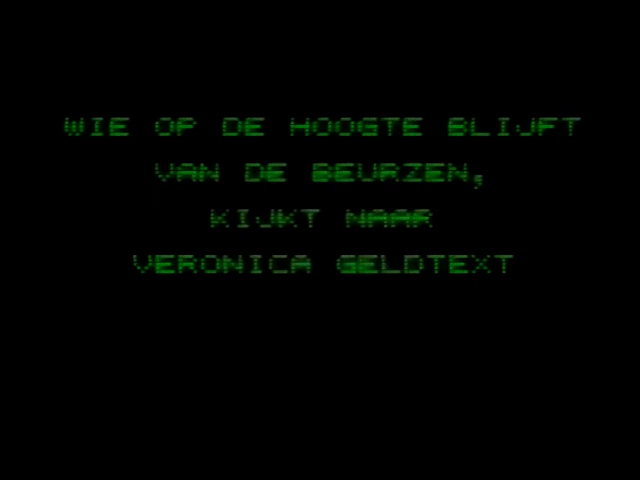 WIE OP DE HOOGTE BLIJFT
VAN DE BEURZEN,
KIJKT NAAR
VERONICA GELDTEXT